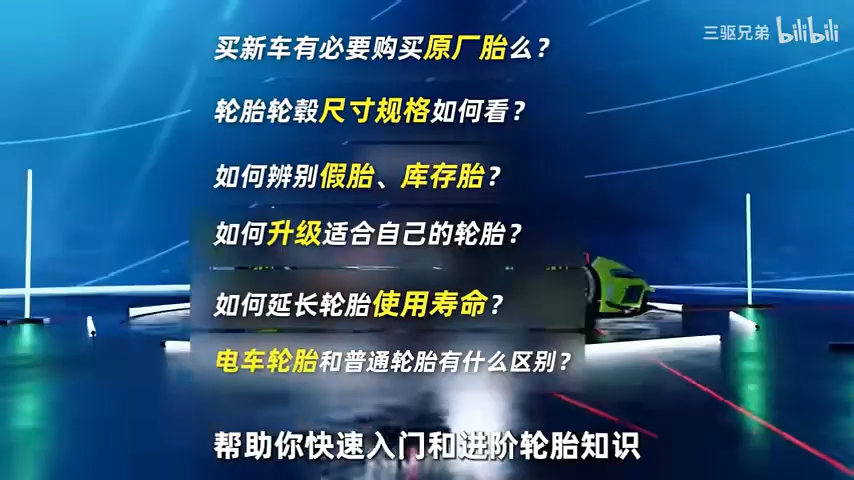 三驱兄弟 bilibili
买新车有必要购买原厂胎么？
轮胎轮毂尺寸规格如何看？
如何辨别假胎、库存胎？
如何升级适合自己的轮胎？
如何延长轮胎使用寿命？
电车轮胎和普通轮胎有什么区别？
帮助你快速入门和进阶轮胎知识